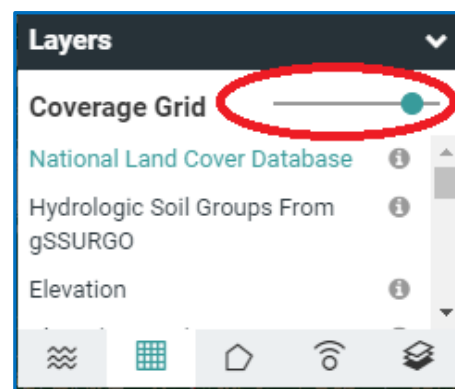 Layers
Coverage Grid
National Land Cover Database
Hydrologic Soil Groups From
gSSURGO
Elevation